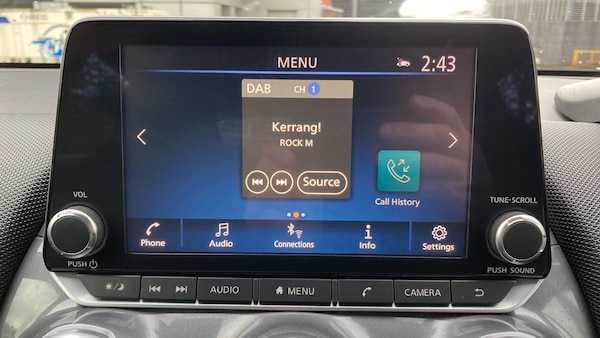 MENU
2:43
DAB CH 1
Kerrang!
ROCK M
Source
Call History
Phone
Audio
Connections
Info
Settings
VOL
PUSH
TUNE·SCROLL
PUSH SOUND
AUDIO
MENU
CAMERA